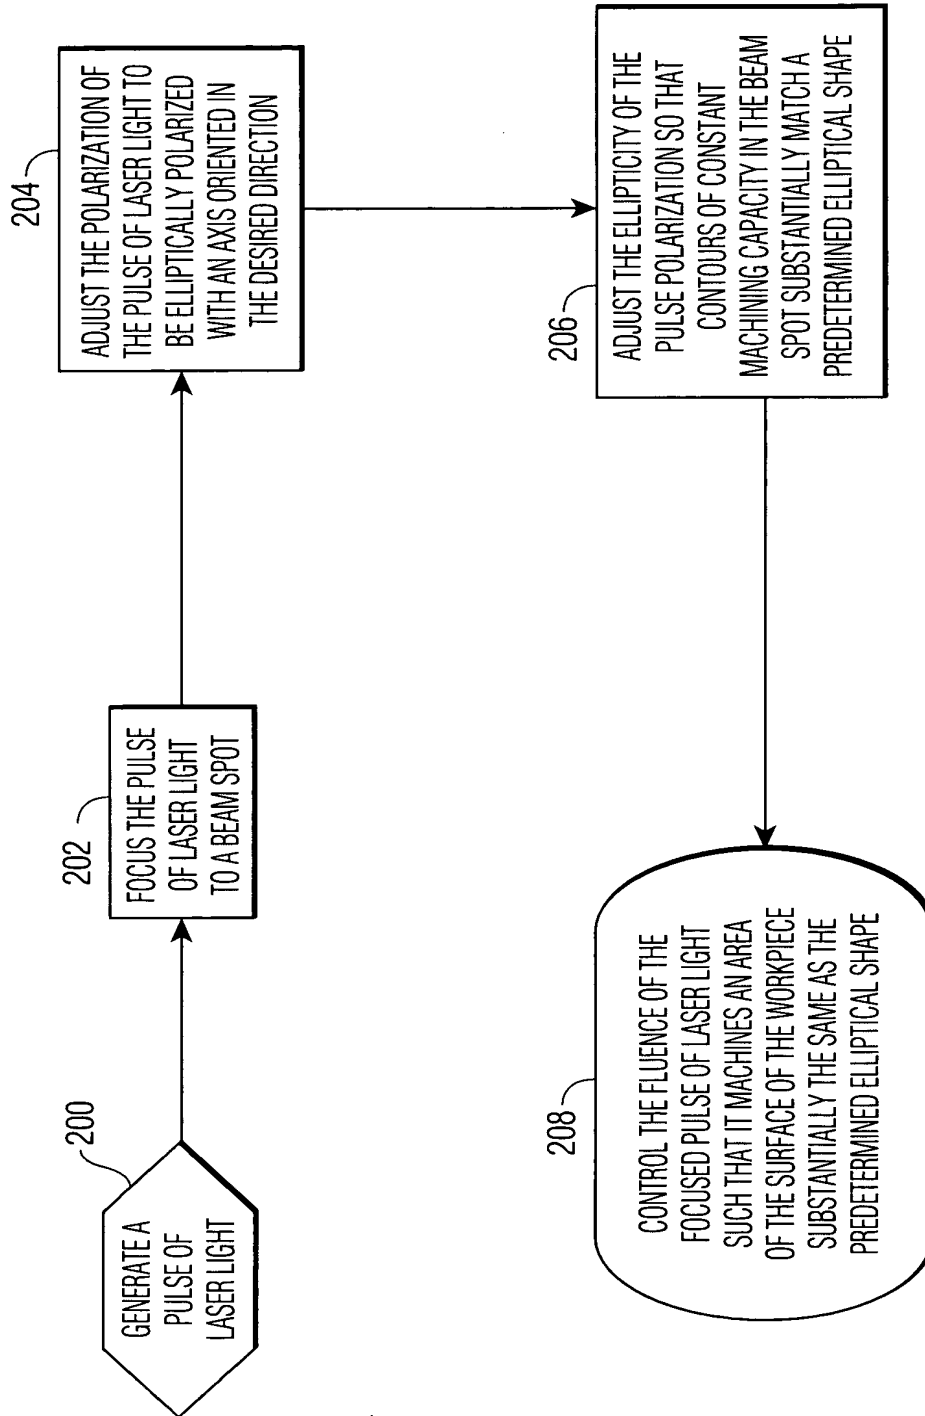 200
GENERATE A
PULSE OF
LASER LIGHT
202
FOCUS THE PULSE
OF LASER LIGHT
TO A BEAM SPOT
204
ADJUST THE POLARIZATION OF
THE PULSE OF LASER LIGHT TO
BE ELLIPTICALLY POLARIZED
WITH AN AXIS ORIENTED IN
THE DESIRED DIRECTION
206
ADJUST THE ELLIPTICITY OF THE
PULSE POLARIZATION SO THAT
CONTOURS OF CONSTANT
MACHINING CAPACITY IN THE BEAM
SPOT SUBSTANTIALLY MATCH A
PREDETERMINED ELLIPTICAL SHAPE
208
CONTROL THE FLUENCE OF THE
FOCUSED PULSE OF LASER LIGHT
SUCH THAT IT MACHINES AN AREA
OF THE SURFACE OF THE WORKPIECE
SUBSTANTIALLY THE SAME AS THE
PREDETERMINED ELLIPTICAL SHAPE